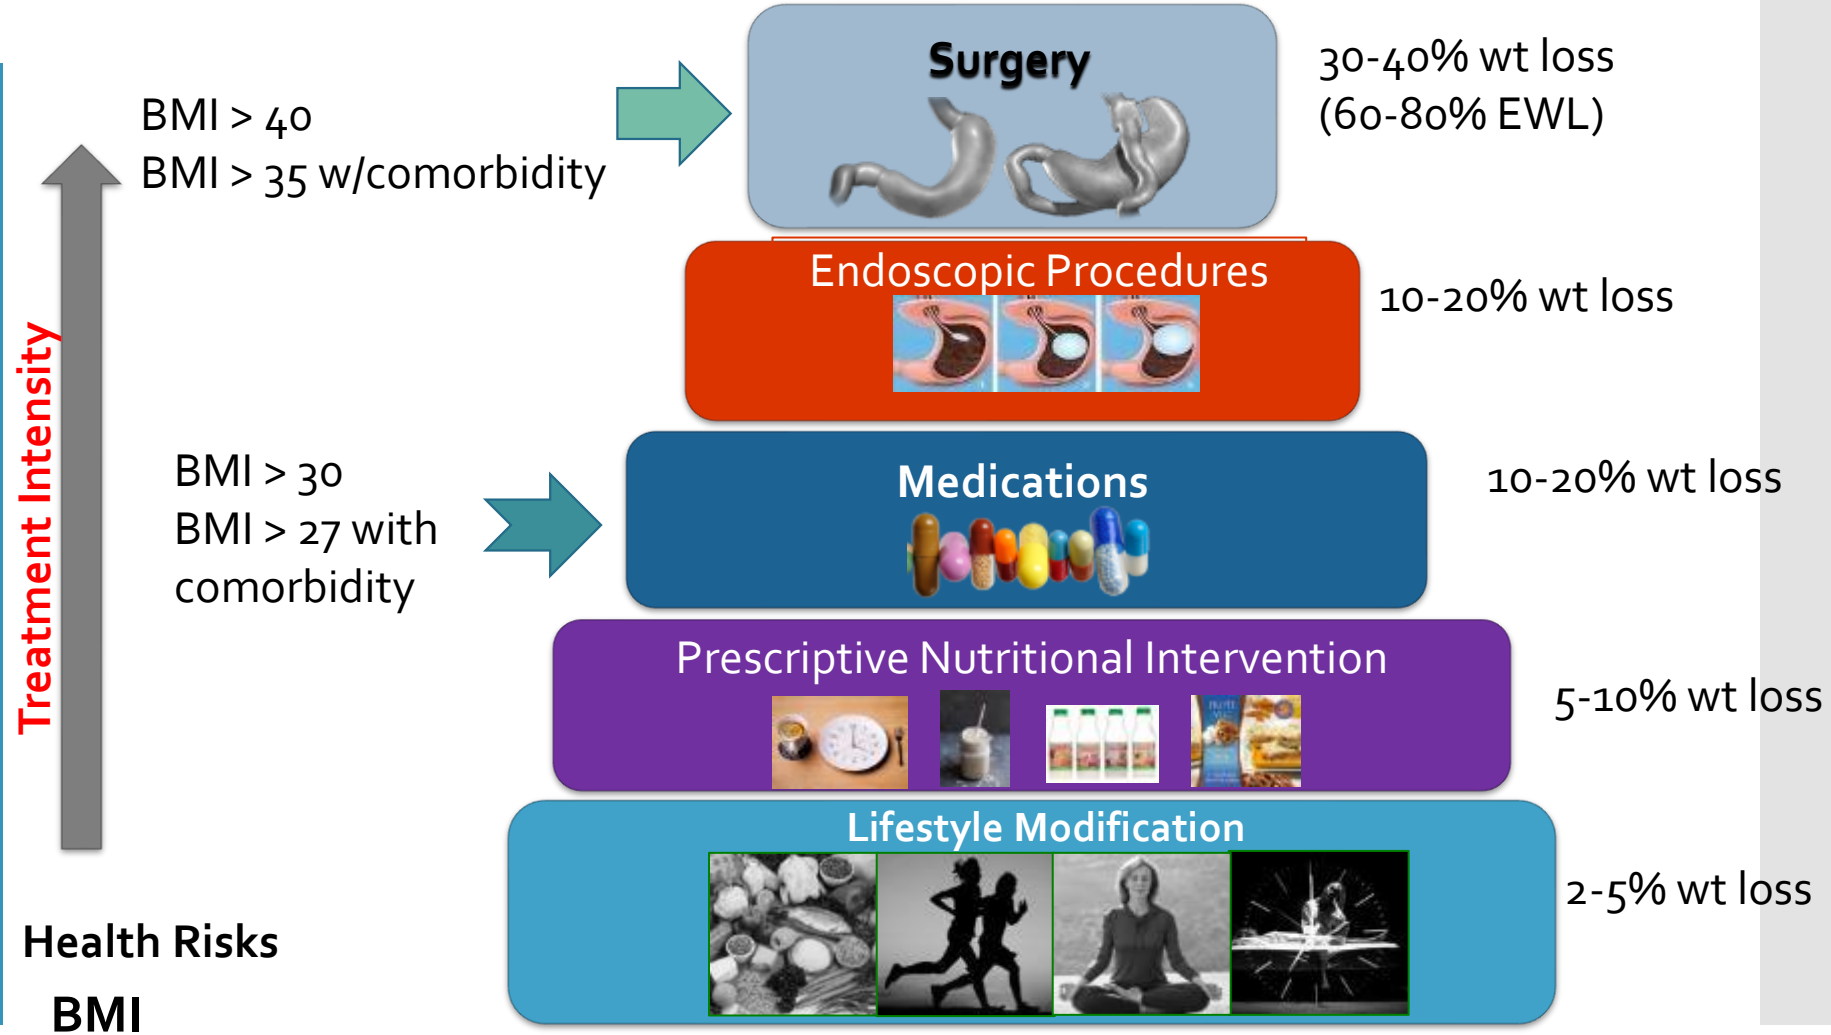 Surgery
30-40% wt loss
(60-80% EWL)
BMI > 40
BMI > 35 w/comorbidity
Endoscopic Procedures
10-20% wt loss
Treatment Intensity
BMI > 30
BMI > 27 with
comorbidity
Medications
10-20% wt loss
Prescriptive Nutritional Intervention
5-10% wt loss
Lifestyle Modification
2-5% wt loss
Health Risks
BMI